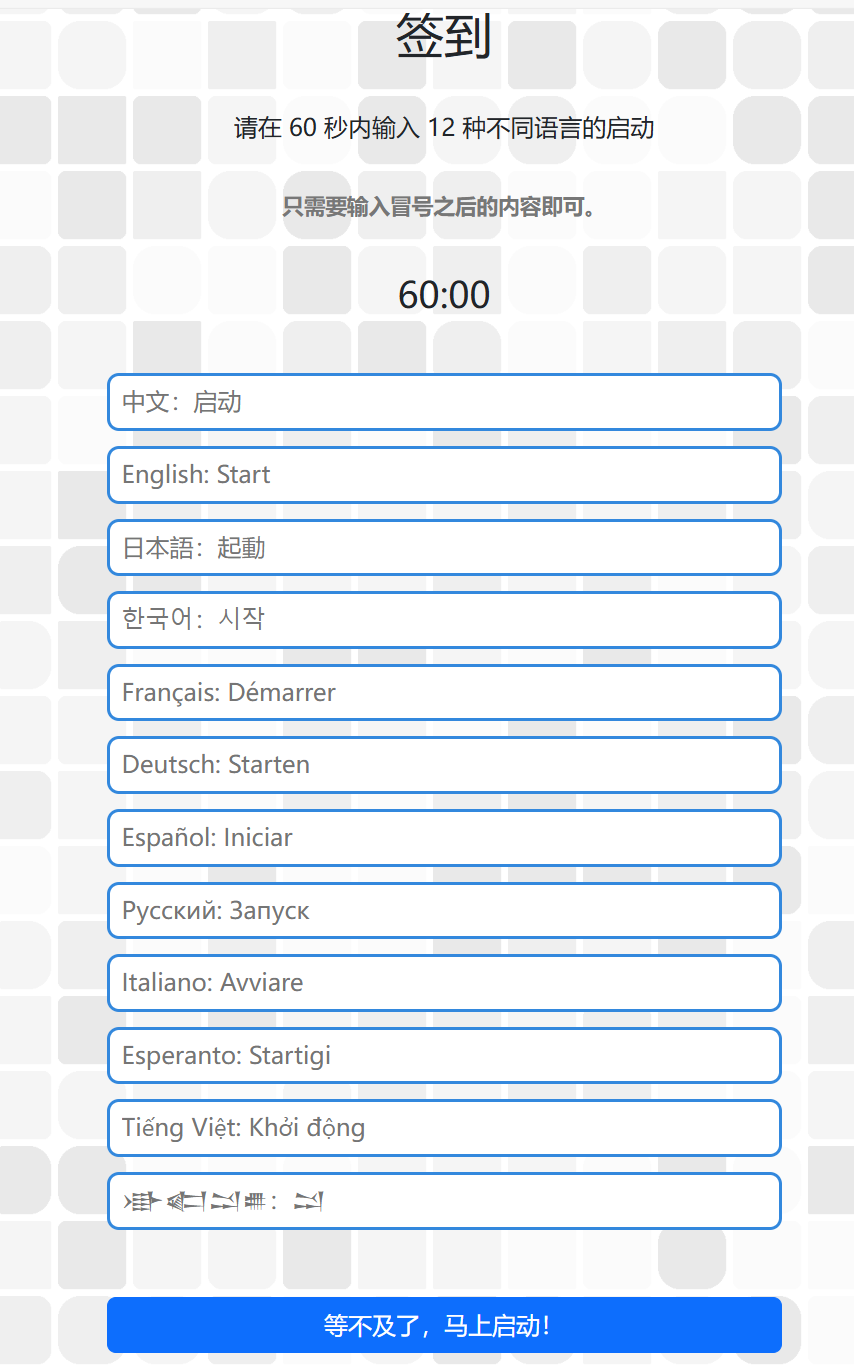 签到
请在 60 秒内输入 12 种不同语言的启动
只需要输入冒号之后的内容即可。
60:00
中文：启动
English: Start
日本語：起動
한국어：시작
Français: Démarrer
Deutsch: Starten
Español: Iniciar
Русский: Запуск
Italiano: Avviare
Esperanto: Startigi
Tiếng Việt: Khởi động
𒀝𒅗𒁺𒌑：𒁺
等不及了，马上启动！